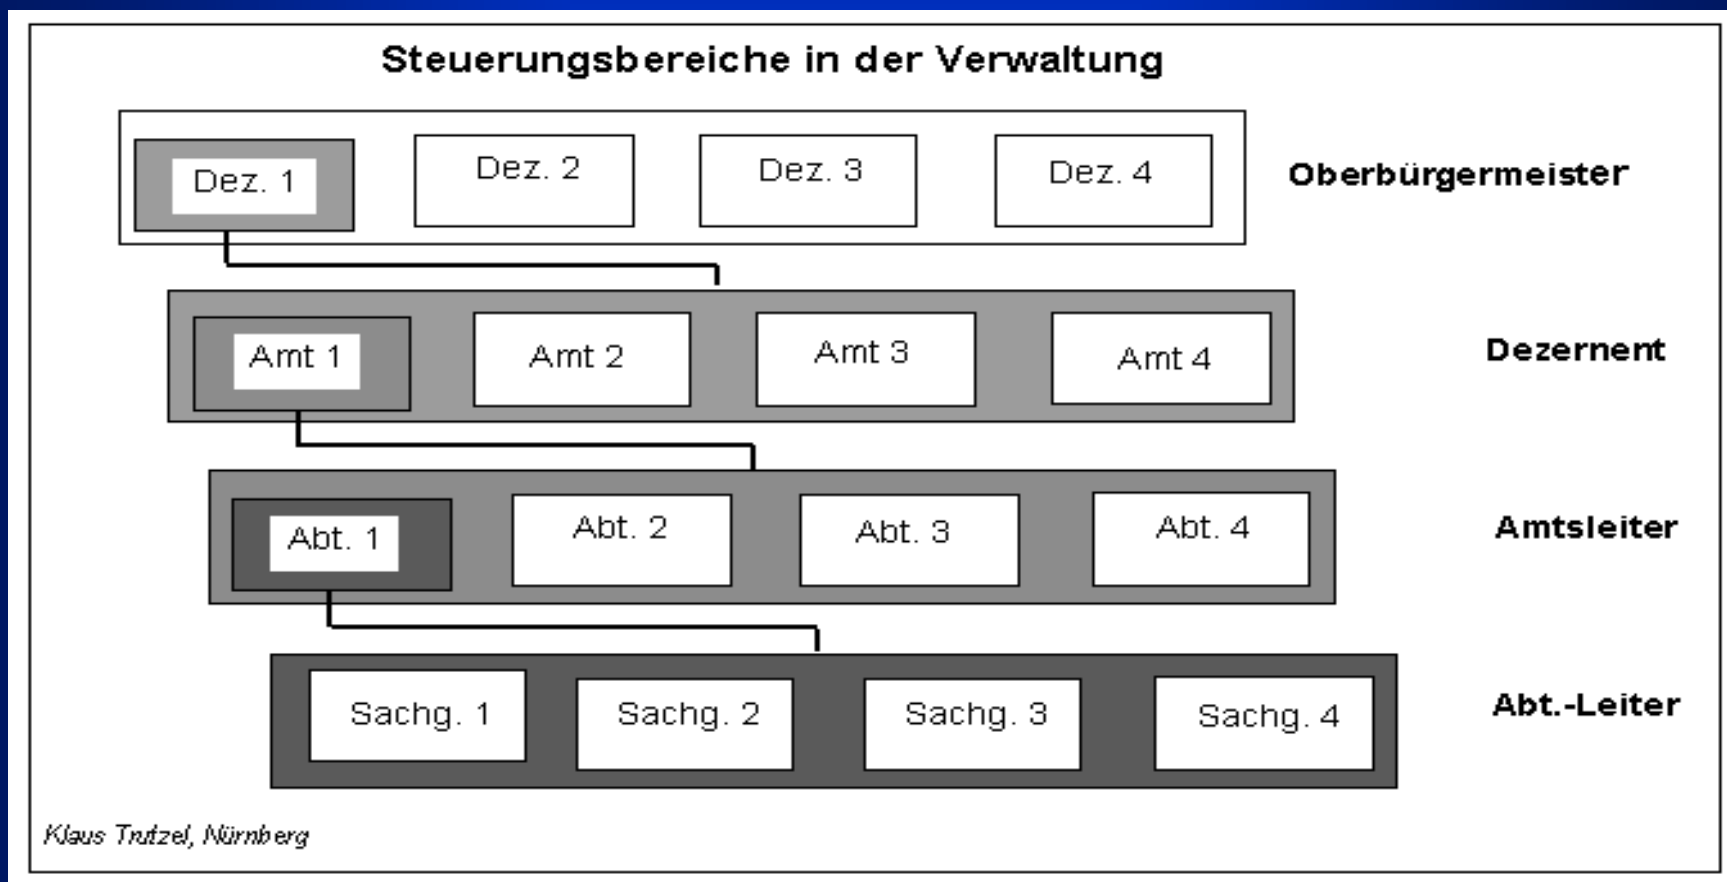 Steuerungsbereiche in der Verwaltung
Dez. 1 Dez. 2 Dez. 3 Dez. 4 Oberbürgermeister
Amt 1 Amt 2 Amt 3 Amt 4 Dezernent
Abt. 1 Abt. 2 Abt. 3 Abt. 4 Amtsleiter
Sachg. 1 Sachg. 2 Sachg. 3 Sachg. 4 Abt.-Leiter
Klaus Trutzel, Nürnberg